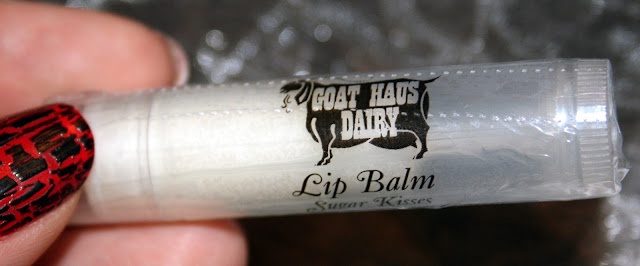 GOAT HAUS
DAIRY
Lip Balm
Sugar Kisses